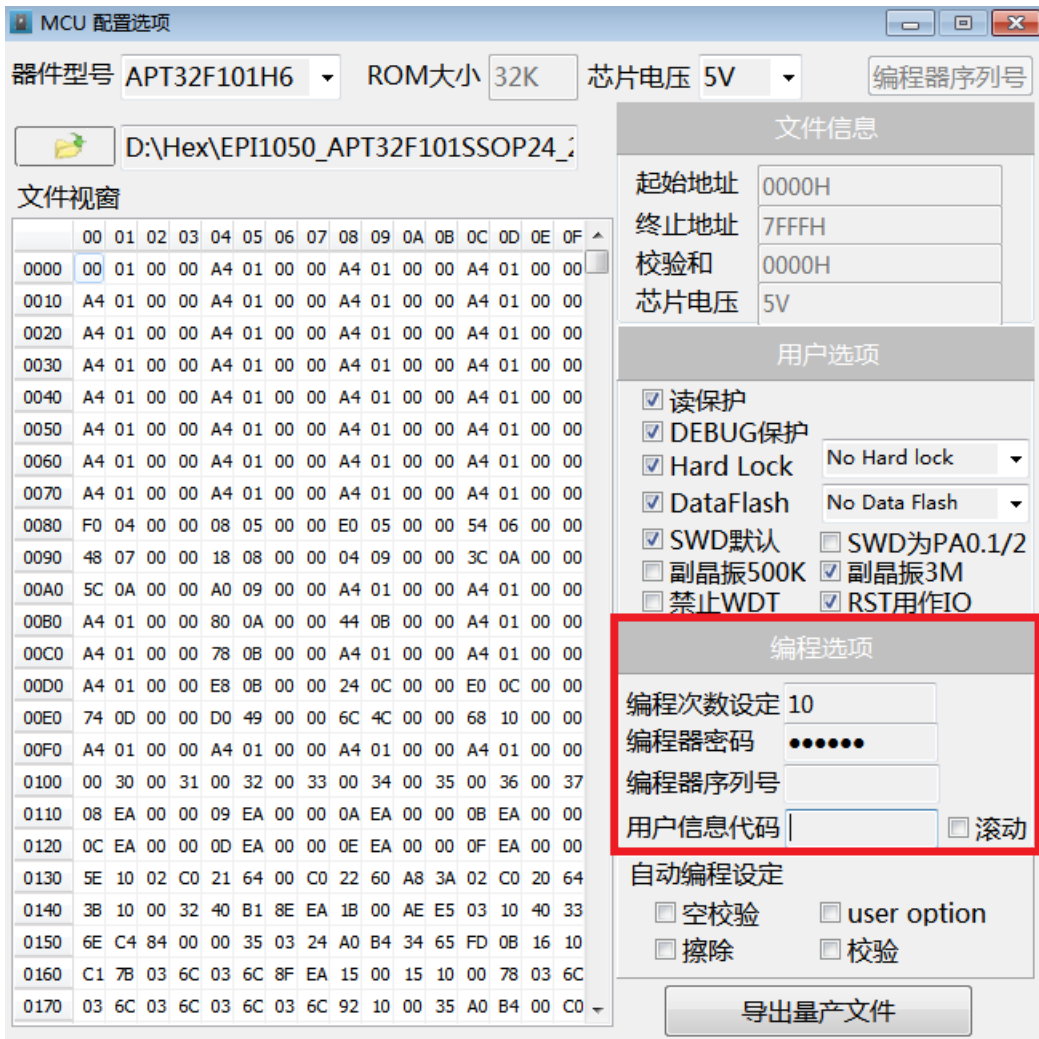 MCU 配置选项
器件型号 APT32F101H6 ROM大小 32K 芯片电压 5V 编程器序列号
D:\Hex\EPI1050_APT32F101SSOP24_
文件视窗
00 01 02 03 04 05 06 07 08 09 0A 0B 0C 0D 0E 0F
0000 00 01 00 00 A4 01 00 00 A4 01 00 00 A4 01 00 00
0010 A4 01 00 00 A4 01 00 00 A4 01 00 00 A4 01 00 00
0020 A4 01 00 00 A4 01 00 00 A4 01 00 00 A4 01 00 00
0030 A4 01 00 00 A4 01 00 00 A4 01 00 00 A4 01 00 00
0040 A4 01 00 00 A4 01 00 00 A4 01 00 00 A4 01 00 00
0050 A4 01 00 00 A4 01 00 00 A4 01 00 00 A4 01 00 00
0060 A4 01 00 00 A4 01 00 00 A4 01 00 00 A4 01 00 00
0070 A4 01 00 00 A4 01 00 00 A4 01 00 00 A4 01 00 00
0080 F0 04 00 00 08 05 00 00 E0 05 00 00 54 06 00 00
0090 48 07 00 00 18 08 00 00 04 09 00 00 3C 0A 00 00
00A0 5C 0A 00 00 A0 09 00 00 A4 01 00 00 A4 01 00 00
00B0 A4 01 00 00 80 0A 00 00 44 0B 00 00 A4 01 00 00
00C0 A4 01 00 00 78 0B 00 00 A4 01 00 00 A4 01 00 00
00D0 A4 01 00 00 E8 0B 00 00 24 0C 00 00 E0 0C 00 00
00E0 74 0D 00 00 D0 49 00 00 6C 4C 00 00 68 10 00 00
00F0 A4 01 00 00 A4 01 00 00 A4 01 00 00 A4 01 00 00
0100 00 30 00 31 00 32 00 33 00 34 00 35 00 36 00 37
0110 08 EA 00 00 09 EA 00 00 0A EA 00 00 0B EA 00 00
0120 0C EA 00 00 0D EA 00 00 0E EA 00 00 0F EA 00 00
0130 5E 10 02 C0 21 64 00 C0 22 60 A8 3A 02 C0 20 64
0140 3B 10 00 32 40 B1 8E EA 1B 00 AE E5 03 10 40 33
0150 6E C4 84 00 00 35 03 24 A0 B4 34 65 FD 0B 16 10
0160 C1 7B 03 6C 03 6C 8F EA 15 00 15 10 00 78 03 6C
0170 03 6C 03 6C 03 6C 03 6C 92 10 00 35 A0 B4 00 C0
文件信息
起始地址 0000H
终止地址 7FFFH
校验和 0000H
芯片电压 5V
用户选项
读保护
DEBUG保护
Hard Lock No Hard lock
DataFlash No Data Flash
SWD默认 SWD为PA0.1/2
副晶振500K 副晶振3M
禁止WDT RST用作IO
编程选项
编程次数设定 10
编程器密码 ●●●●●●
编程器序列号
用户信息代码 滚动
自动编程设定
空校验 user option
擦除 校验
导出量产文件